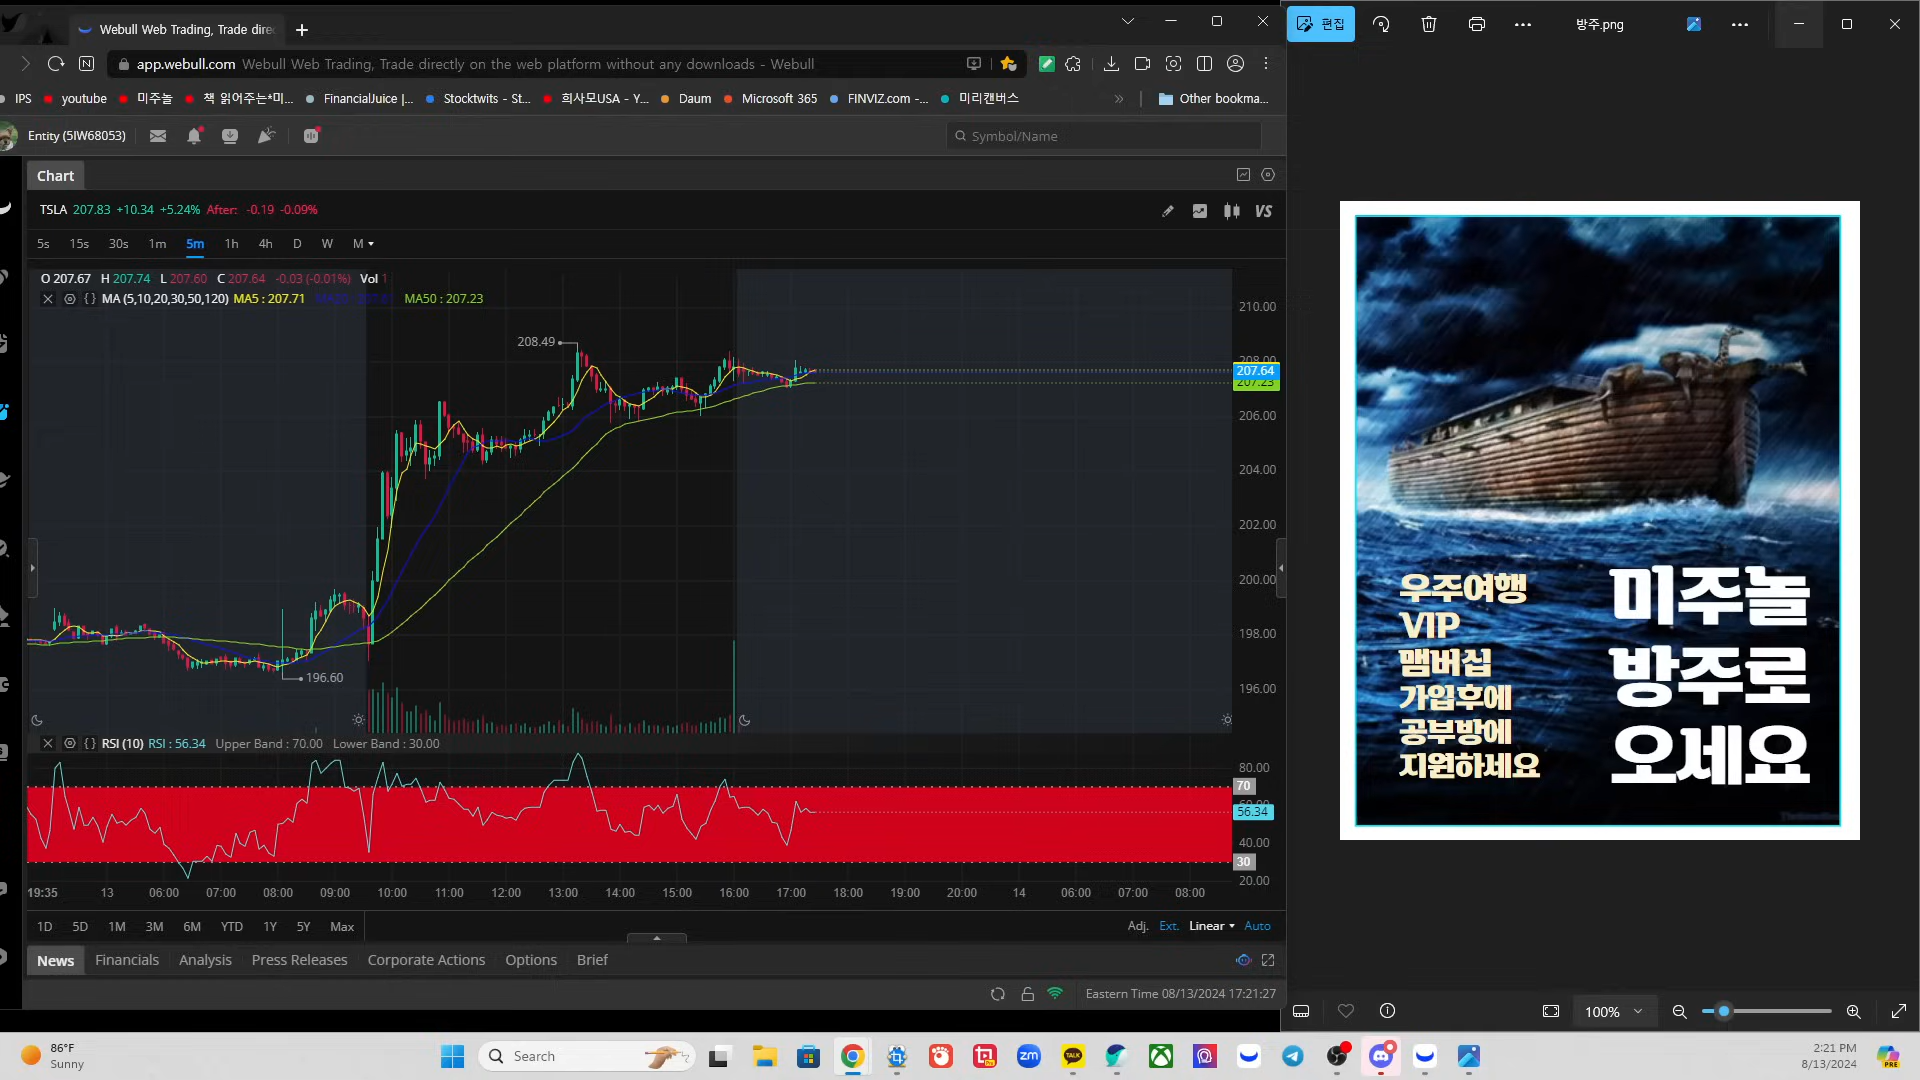 Webull Web Trading, Trade dire
편집
방주.png
app.webull.com Webull Web Trading, Trade directly on the web platform without any downloads - Webull
IPS youtube 미주놀 책 읽어주는*미... FinancialJuice |... Stocktwits - St... 희사모USA - Y... Daum Microsoft 365 FINVIZ.com -... 미리캔버스 » Other bookma...
Entity (5IW68053)
Symbol/Name
Chart
TSLA 207.83 +10.34 +5.24% After: -0.19 -0.09%
VS
5s 15s 30s 1m 5m 1h 4h D W M
O 207.67 H 207.74 L 207.60 C 207.64 -0.03 (-0.01%) Vol 1
MA (5,10,20,30,50,120) MA5 : 207.71 MA50 : 207.23
210.00
208.49
208.00
207.64
207.23
206.00
204.00
202.00
200.00
198.00
196.60
196.00
RSI (10) RSI : 56.34 Upper Band : 70.00 Lower Band : 30.00
80.00
70
60.00
56.34
40.00
30
20.00
19:35 13 06:00 07:00 08:00 09:00 10:00 11:00 12:00 13:00 14:00 15:00 16:00 17:00 18:00 19:00 20:00 14 06:00 07:00 08:00
1D 5D 1M 3M 6M YTD 1Y 5Y Max
Adj. Ext. Linear Auto
News Financials Analysis Press Releases Corporate Actions Options Brief
Eastern Time 08/13/2024 17:21:27
우주여행
VIP
맴버십
가입후에
공부방에
지원하세요
미주놀
방주로
오세요
100%
86°F
Sunny
Search
TALK
zm
PRE
2:21 PM
8/13/2024